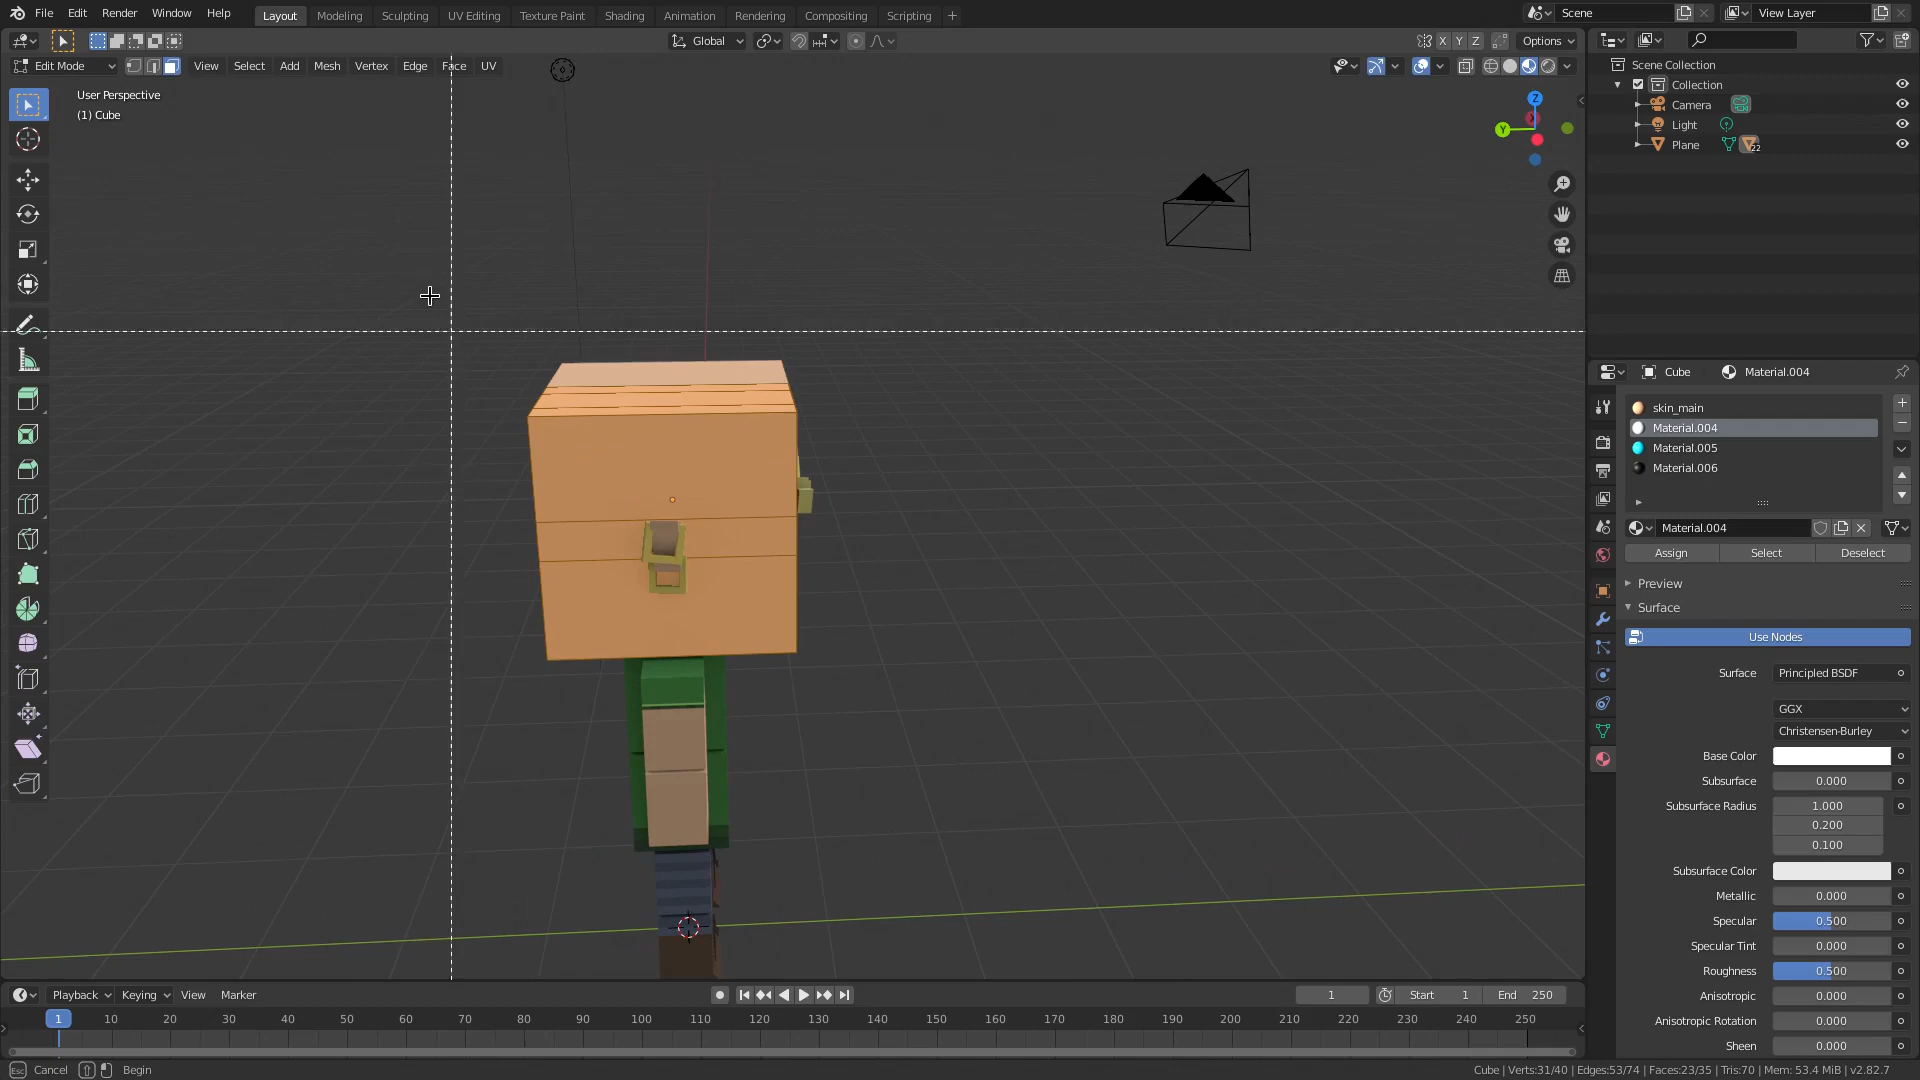 File Edit Render Window Help Layout Modeling Sculpting UV Editing Texture Paint Shading Animation Rendering Compositing Scripting + Scene View Layer
Global X Y Z Options
Edit Mode View Select Add Mesh Vertex Edge Face UV
User Perspective
(1) Cube
Z
Y
X
Scene Collection
Collection
Camera
Light
Plane 22
Cube Material.004
skin_main
Material.004
Material.005
Material.006
Material.004
Assign Select Deselect
Preview
Surface
Use Nodes
Surface Principled BSDF
GGX
Christensen-Burley
Base Color
Subsurface 0.000
Subsurface Radius 1.000
0.200
0.100
Subsurface Color
Metallic 0.000
Specular 0.500
Specular Tint 0.000
Roughness 0.500
Anisotropic 0.000
Anisotropic Rotation 0.000
Sheen 0.000
Playback Keying View Marker 1 Start 1 End 250
1 10 20 30 40 50 60 70 80 90 100 110 120 130 140 150 160 170 180 190 200 210 220 230 240 250
Esc Cancel Begin Cube | Verts:31/40 | Edges:53/74 | Faces:23/35 | Tris:70 | Mem: 53.4 MiB | v2.82.7